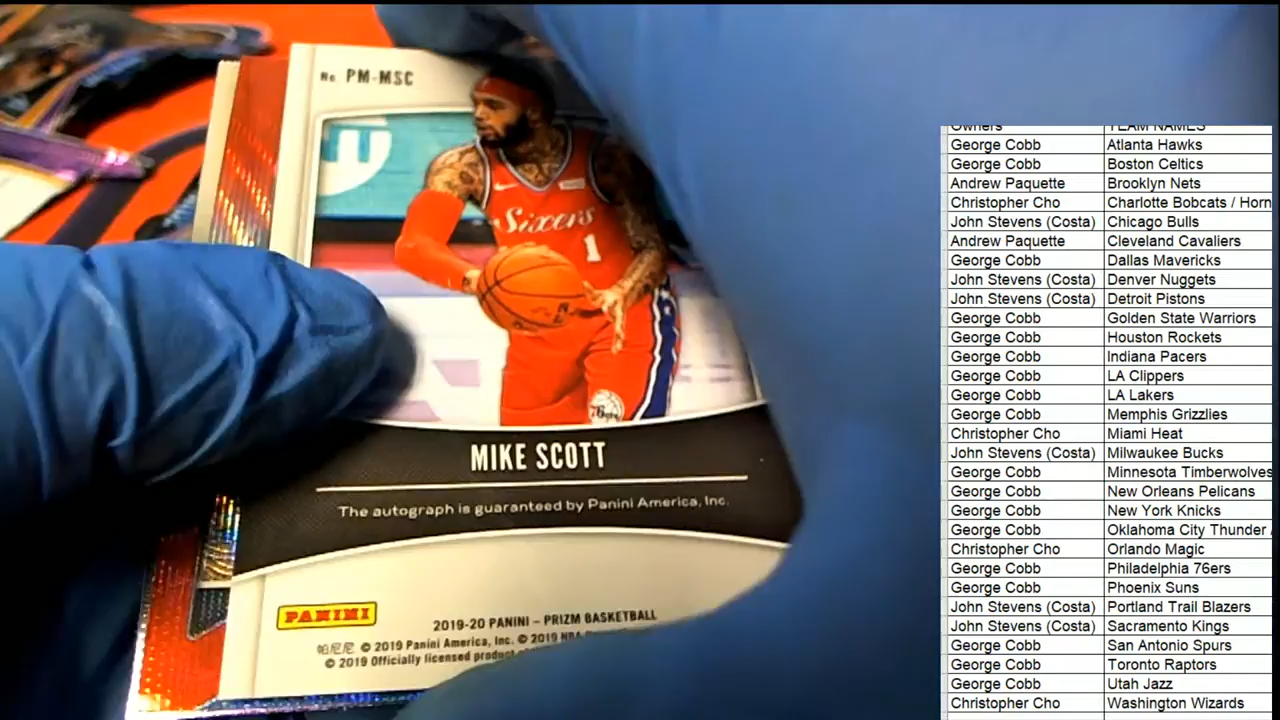 No. PM-MSC
Sixers
1
76ers
MIKE SCOTT
The autograph is guaranteed by Panini America, Inc.
PANINI
2019-20 PANINI – PRIZM BASKETBALL
帕尼尼 © 2019 Panini America, Inc. © 2019 NBA
© 2019 Officially licensed product
Owners TEAM NAMES
George Cobb Atlanta Hawks
George Cobb Boston Celtics
Andrew Paquette Brooklyn Nets
Christopher Cho Charlotte Bobcats / Horn
John Stevens (Costa) Chicago Bulls
Andrew Paquette Cleveland Cavaliers
George Cobb Dallas Mavericks
John Stevens (Costa) Denver Nuggets
John Stevens (Costa) Detroit Pistons
George Cobb Golden State Warriors
George Cobb Houston Rockets
George Cobb Indiana Pacers
George Cobb LA Clippers
George Cobb LA Lakers
George Cobb Memphis Grizzlies
Christopher Cho Miami Heat
John Stevens (Costa) Milwaukee Bucks
George Cobb Minnesota Timberwolves
George Cobb New Orleans Pelicans
George Cobb New York Knicks
George Cobb Oklahoma City Thunder /
Christopher Cho Orlando Magic
George Cobb Philadelphia 76ers
George Cobb Phoenix Suns
John Stevens (Costa) Portland Trail Blazers
John Stevens (Costa) Sacramento Kings
George Cobb San Antonio Spurs
George Cobb Toronto Raptors
George Cobb Utah Jazz
Christopher Cho Washington Wizards